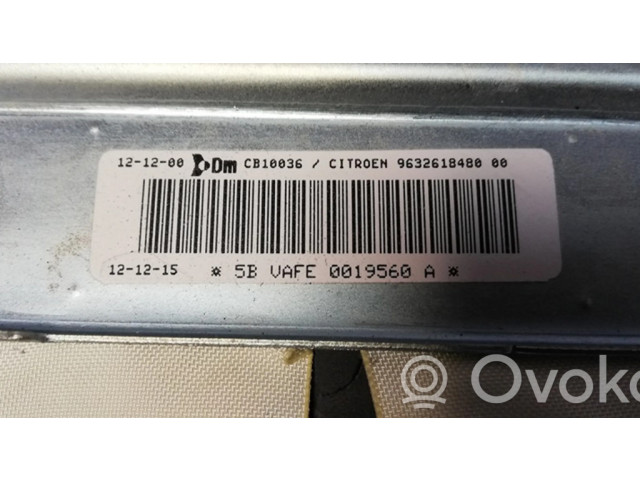 12-12-00 Dm CB10036 / CITROEN 9632618480 00
12-12-15 * 5B VAFE 0019560 A *
Ovoko